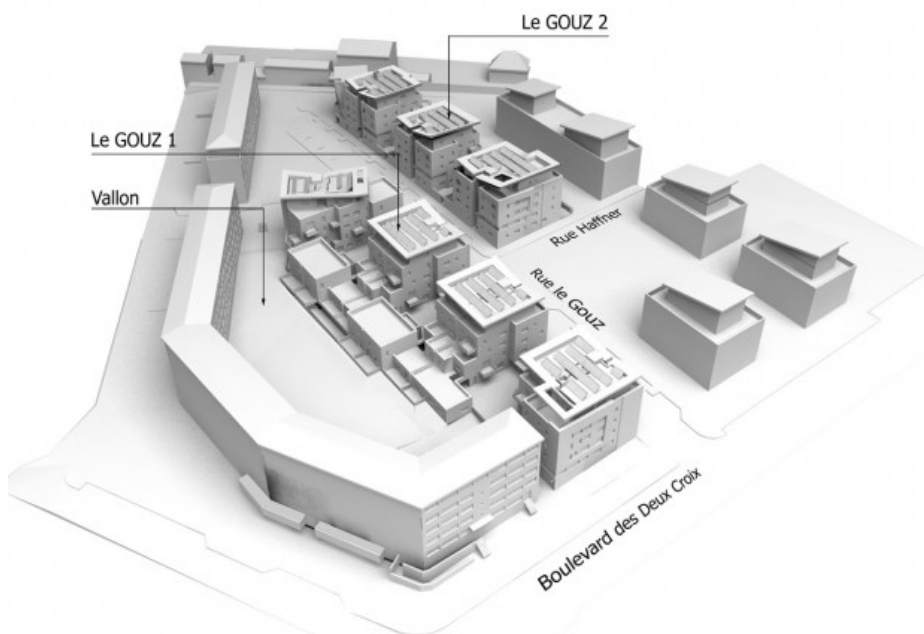 Le GOUZ 2
Le GOUZ 1
Vallon
Rue Haffner
Rue le Gouz
Boulevard des Deux Croix